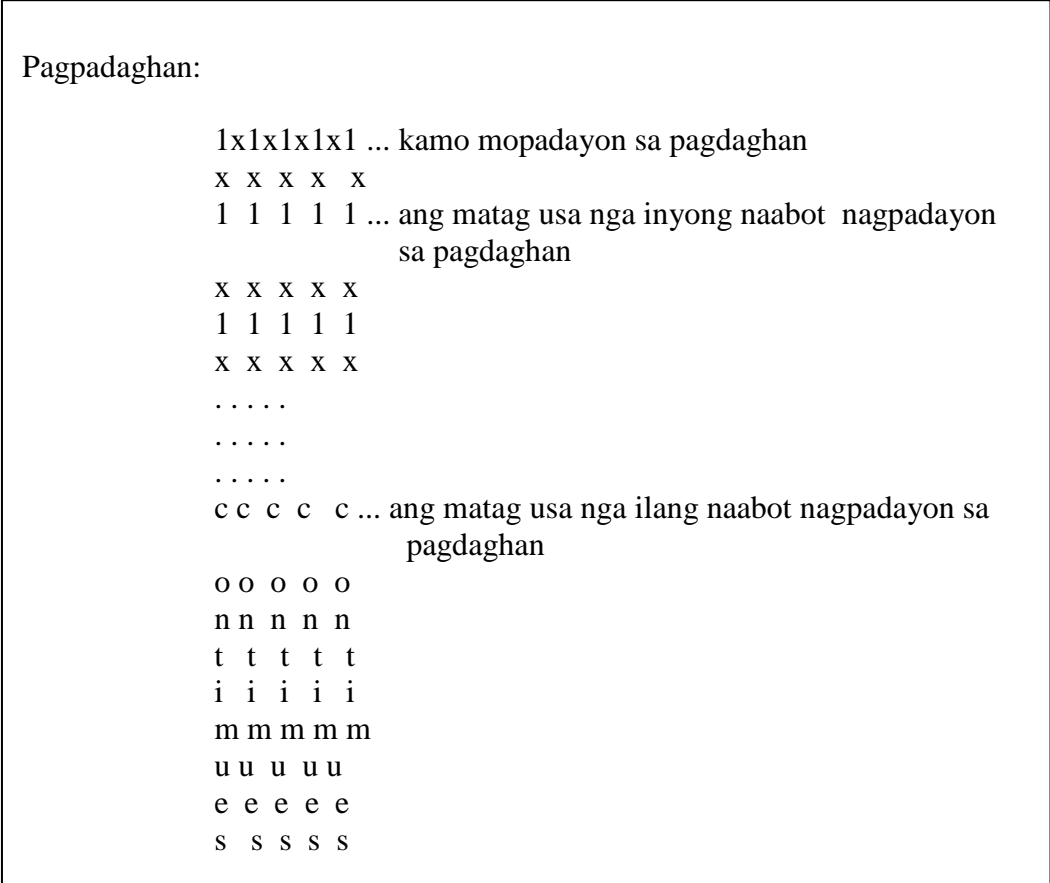 Pagpadaghan:
1x1x1x1x1 ... kamo mopadayon sa pagdaghan
x x x x x
1 1 1 1 1 ... ang matag usa nga inyong naabot nagpadayon
sa pagdaghan
x x x x x
1 1 1 1 1
x x x x x
. . . . .
. . . . .
. . . . .
c c c c c ... ang matag usa nga ilang naabot nagpadayon sa
pagdaghan
o o o o o
n n n n n
t t t t t
i i i i i
m m m m m
u u u u u
e e e e e
s s s s s